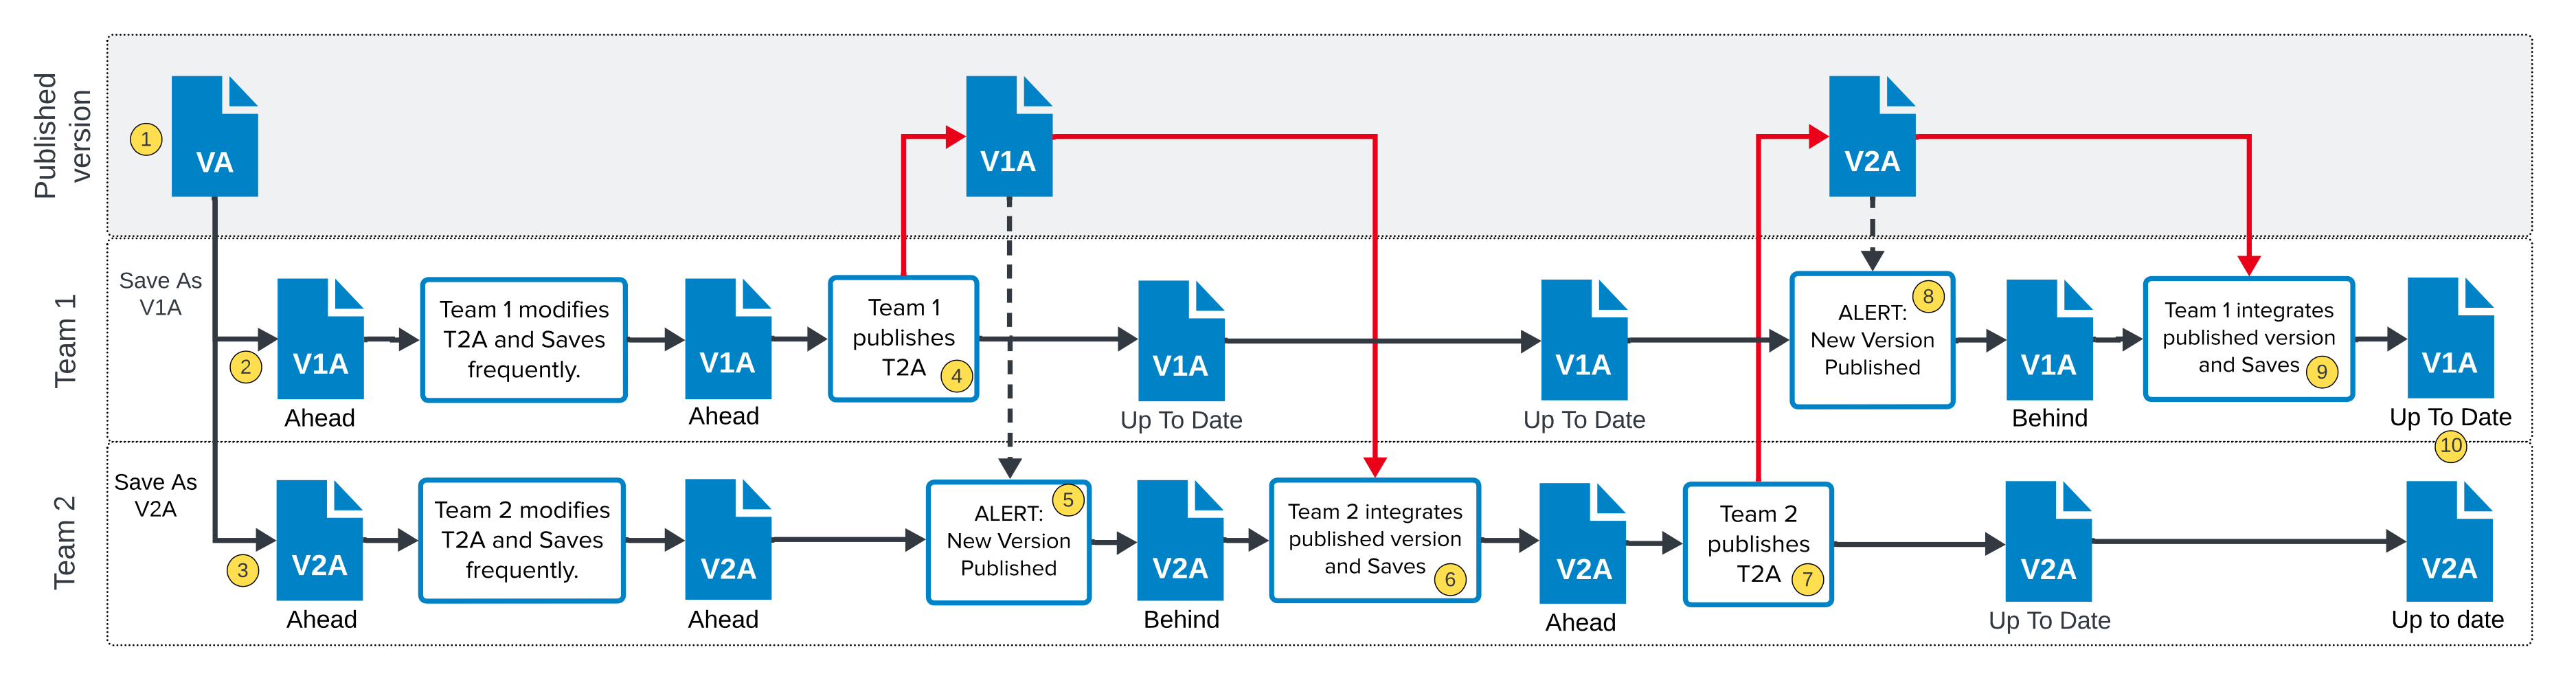 Published
version
1
VA
V1A
V2A
Team 1
Save As
V1A
2
V1A
Ahead
Team 1 modifies
T2A and Saves
frequently.
V1A
Ahead
Team 1
publishes
T2A
4
V1A
Up To Date
V1A
Up To Date
8
ALERT:
New Version
Published
V1A
Behind
Team 1 integrates
published version
and Saves
9
V1A
Up To Date
10
Team 2
Save As
V2A
3
V2A
Ahead
Team 2 modifies
T2A and Saves
frequently.
V2A
Ahead
5
ALERT:
New Version
Published
V2A
Behind
Team 2 integrates
published version
and Saves
6
V2A
Ahead
Team 2
publishes
T2A
7
V2A
Up To Date
V2A
Up to date